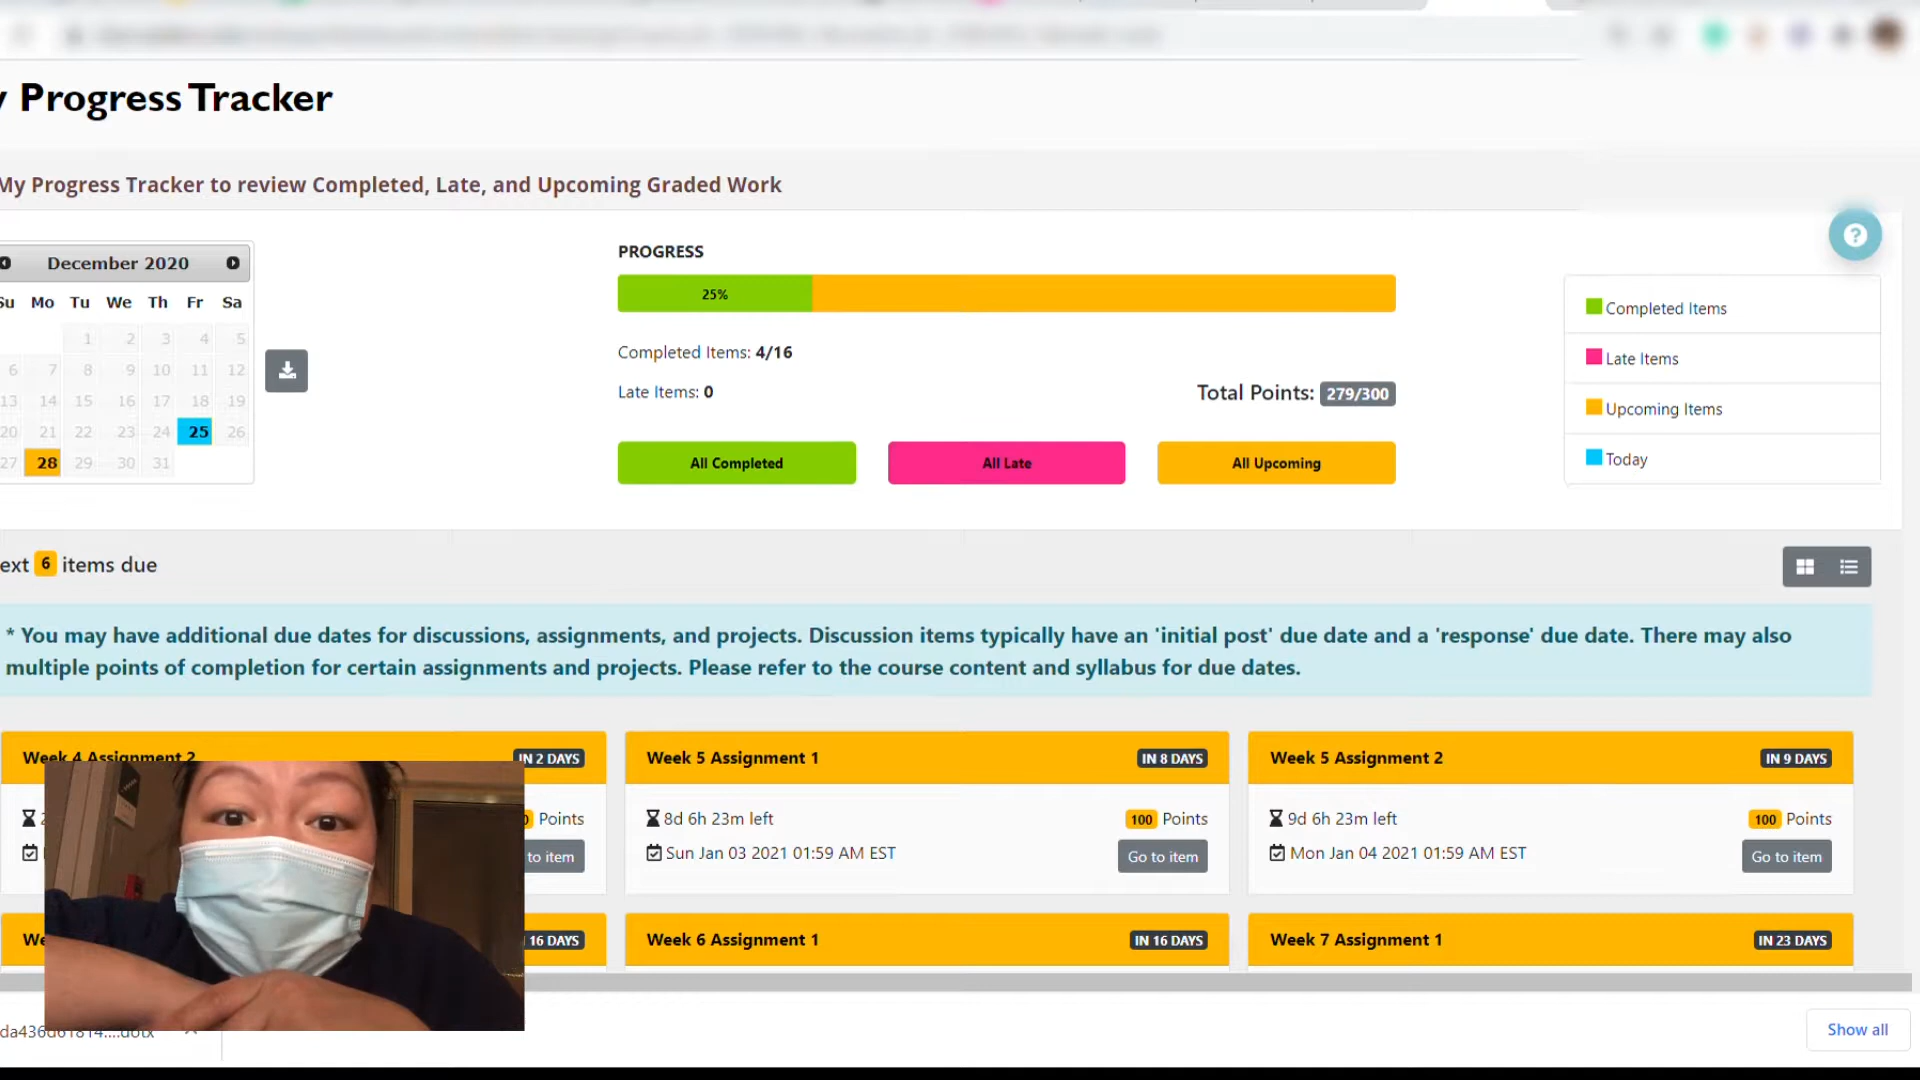 Progress Tracker
My Progress Tracker to review Completed, Late, and Upcoming Graded Work
December 2020
Su Mo Tu We Th Fr Sa
1 2 3 4 5
6 7 8 9 10 11 12
13 14 15 16 17 18 19
20 21 22 23 24 25 26
27 28 29 30 31
PROGRESS
25%
Completed Items: 4/16
Late Items: 0
Total Points: 279/300
All Completed
All Late
All Upcoming
Completed Items
Late Items
Upcoming Items
Today
ext 6 items due
* You may have additional due dates for discussions, assignments, and projects. Discussion items typically have an 'initial post' due date and a 'response' due date. There may also
multiple points of completion for certain assignments and projects. Please refer to the course content and syllabus for due dates.
Week 4 Assignment 2
IN 2 DAYS
Points
to item
Week 5 Assignment 1
IN 8 DAYS
8d 6h 23m left
100 Points
Sun Jan 03 2021 01:59 AM EST
Go to item
Week 5 Assignment 2
IN 9 DAYS
9d 6h 23m left
100 Points
Mon Jan 04 2021 01:59 AM EST
Go to item
We
16 DAYS
Week 6 Assignment 1
IN 16 DAYS
Week 7 Assignment 1
IN 23 DAYS
Show all